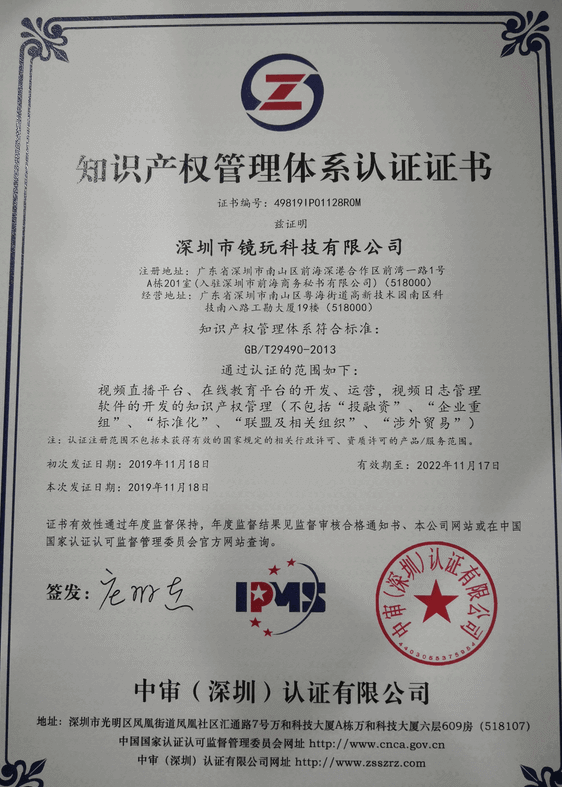 Z
知识产权管理体系认证证书
证书编号：49819IP01128R0M
兹证明
深圳市镜玩科技有限公司
注册地址：广东省深圳市南山区前海深港合作区前湾一路1号
A栋201室(入驻深圳市前海商务秘书有限公司)（518000）
经营地址：广东省深圳市南山区粤海街道高新技术园南区科
技南八路工勘大厦19楼（518000）
知识产权管理体系符合标准：
GB/T29490-2013
通过认证的范围如下：
视频直播平台、在线教育平台的开发、运营，视频日志管理
软件的开发的知识产权管理（不包括“投融资”、“企业重
组”、“标准化”、“联盟及相关组织”、“涉外贸易”）
注：认证注册范围不包括未获得有效的国家规定的相关行政许可、资质许可的产品/服务范围。
初次发证日期：2019年11月18日
有效期至：2022年11月17日
本次发证日期：2019年11月18日
证书有效性通过年度监督保持，年度监督结果见监督审核合格通知书、本公司网站或在中国
国家认证认可监督管理委员会官方网站查询。
签发：
IPMS
中审（深圳）认证有限公司
中审（深圳）认证有限公司
地址：深圳市光明区凤凰街道凤凰社区汇通路7号万和科技大厦A栋万和科技大厦六层609房（518107）
中国国家认证认可监督管理委员会网址 http://www.cnca.gov.cn
中审（深圳）认证有限公司网址 http://www.zsszrz.com